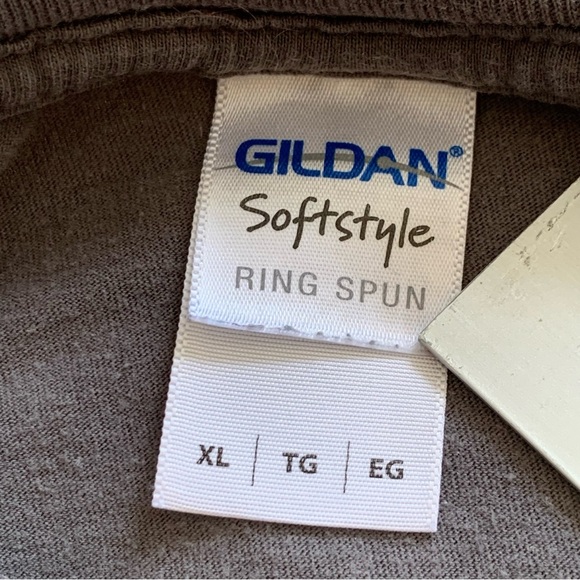 GILDAN®
Softstyle
RING SPUN
XL | TG | EG